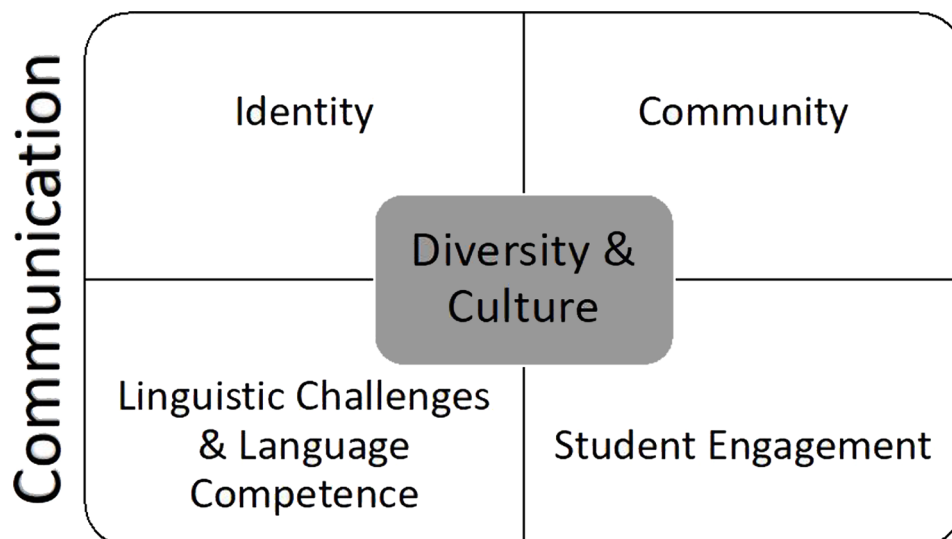 Communication
Identity
Community
Diversity &
Culture
Linguistic Challenges
& Language
Competence
Student Engagement